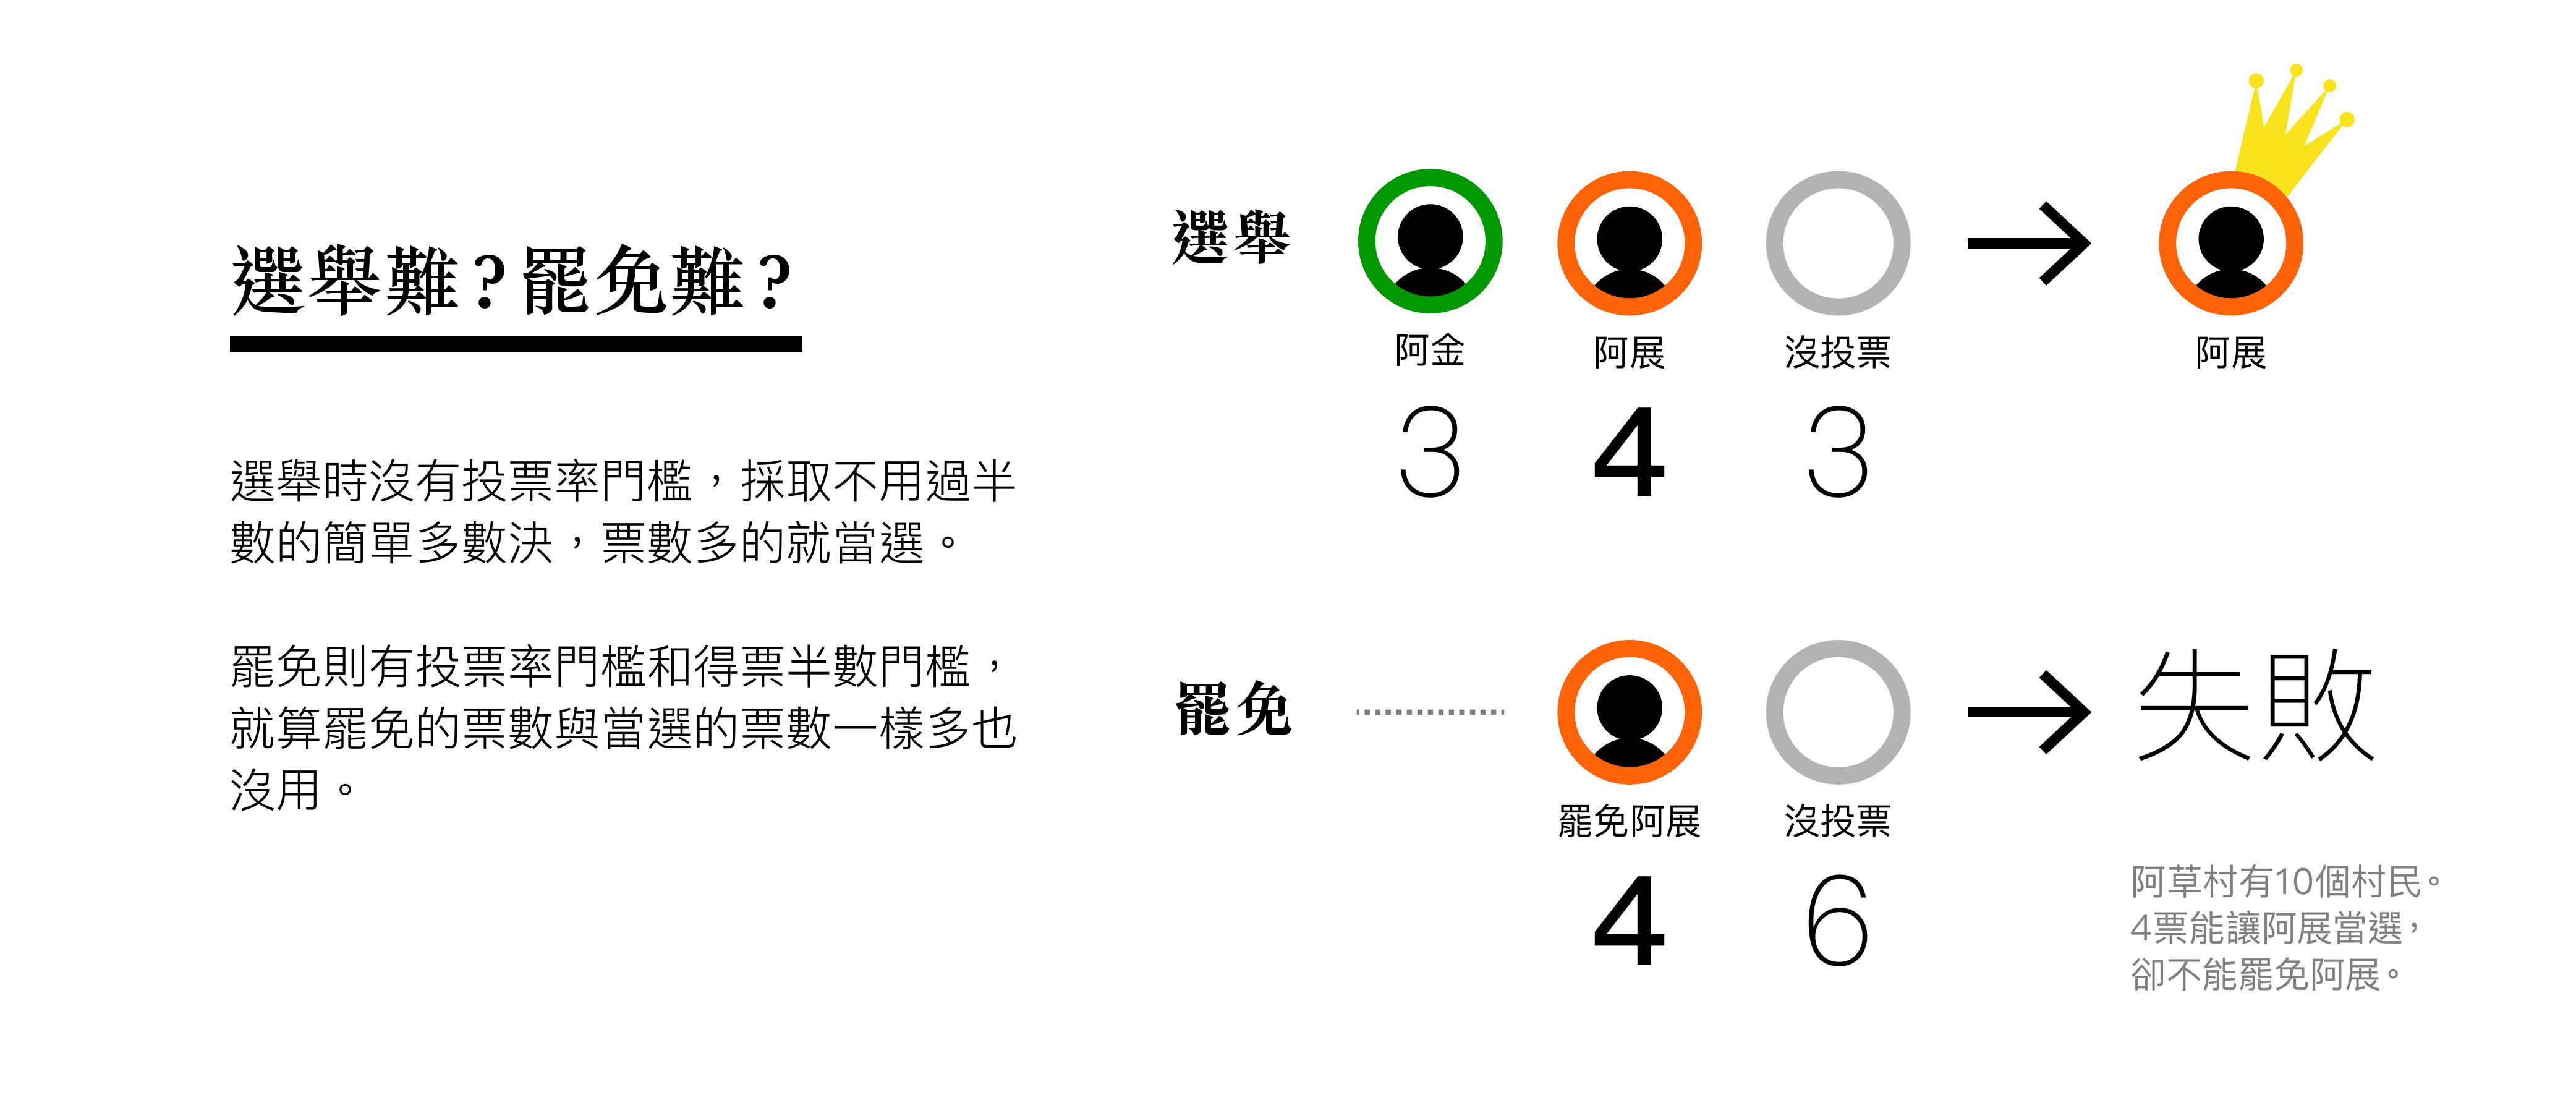 選舉難?罷免難?
選舉時沒有投票率門檻，採取不用過半
數的簡單多數決，票數多的就當選。
罷免則有投票率門檻和得票半數門檻，
就算罷免的票數與當選的票數一樣多也
沒用。
選舉
阿金 阿展 沒投票 阿展
3 4 3
罷免
失敗
罷免阿展 沒投票
4 6
阿草村有10個村民。
4票能讓阿展當選，
卻不能罷免阿展。